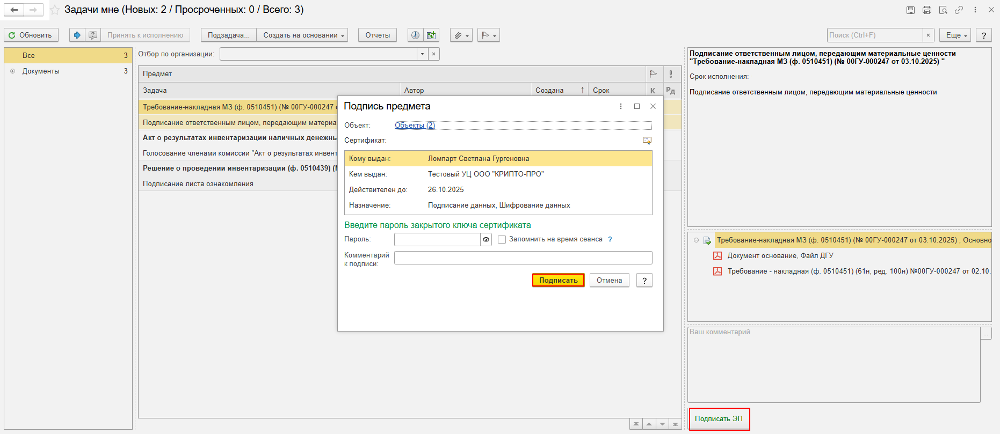 Задачи мне (Новых: 2 / Просроченных: 0 / Всего: 3)
Обновить
Принять к исполнению
Подзадача...
Создать на основании
Отчеты
Поиск (Ctrl+F)
×
Еще
?
Все 3
Документы 3
Отбор по организации:
×
Предмет
Задача Автор Создана ↑ Срок К Рд
Требование-накладная МЗ (ф. 0510451) (№ 00ГУ-000247
Подписание ответственным лицом, передающим материа
Акт о результатах инвентаризации наличных денежны
Голосование членами комиссии "Акт о результатах инвент
Решение о проведении инвентаризации (ф. 0510439) (
Подписание листа ознакомления
Подпись предмета
Объект: Объекты (2)
Сертификат:
Кому выдан: Ломпарт Светлана Гургеновна
Кем выдан: Тестовый УЦ ООО "КРИПТО-ПРО"
Действителен до: 26.10.2025
Назначение: Подписание данных, Шифрование данных
Введите пароль закрытого ключа сертификата
Пароль: Запомнить на время сеанса ?
Комментарий
к подписи:
Подписать Отмена ?
Подписание ответственным лицом, передающим материальные ценности
"Требование-накладная МЗ (ф. 0510451) (№ 00ГУ-000247 от 03.10.2025) "
Срок исполнения:
Подписание ответственным лицом, передающим материальные ценности
Требование-накладная МЗ (ф. 0510451) (№ 00ГУ-000247 от 03.10.2025) , Основно
Документ основание, Файл ДГУ
Требование - накладная (ф. 0510451) (61н, ред. 100н) №00ГУ-000247 от 02.10.
Ваш комментарий
...
Подписать ЭП